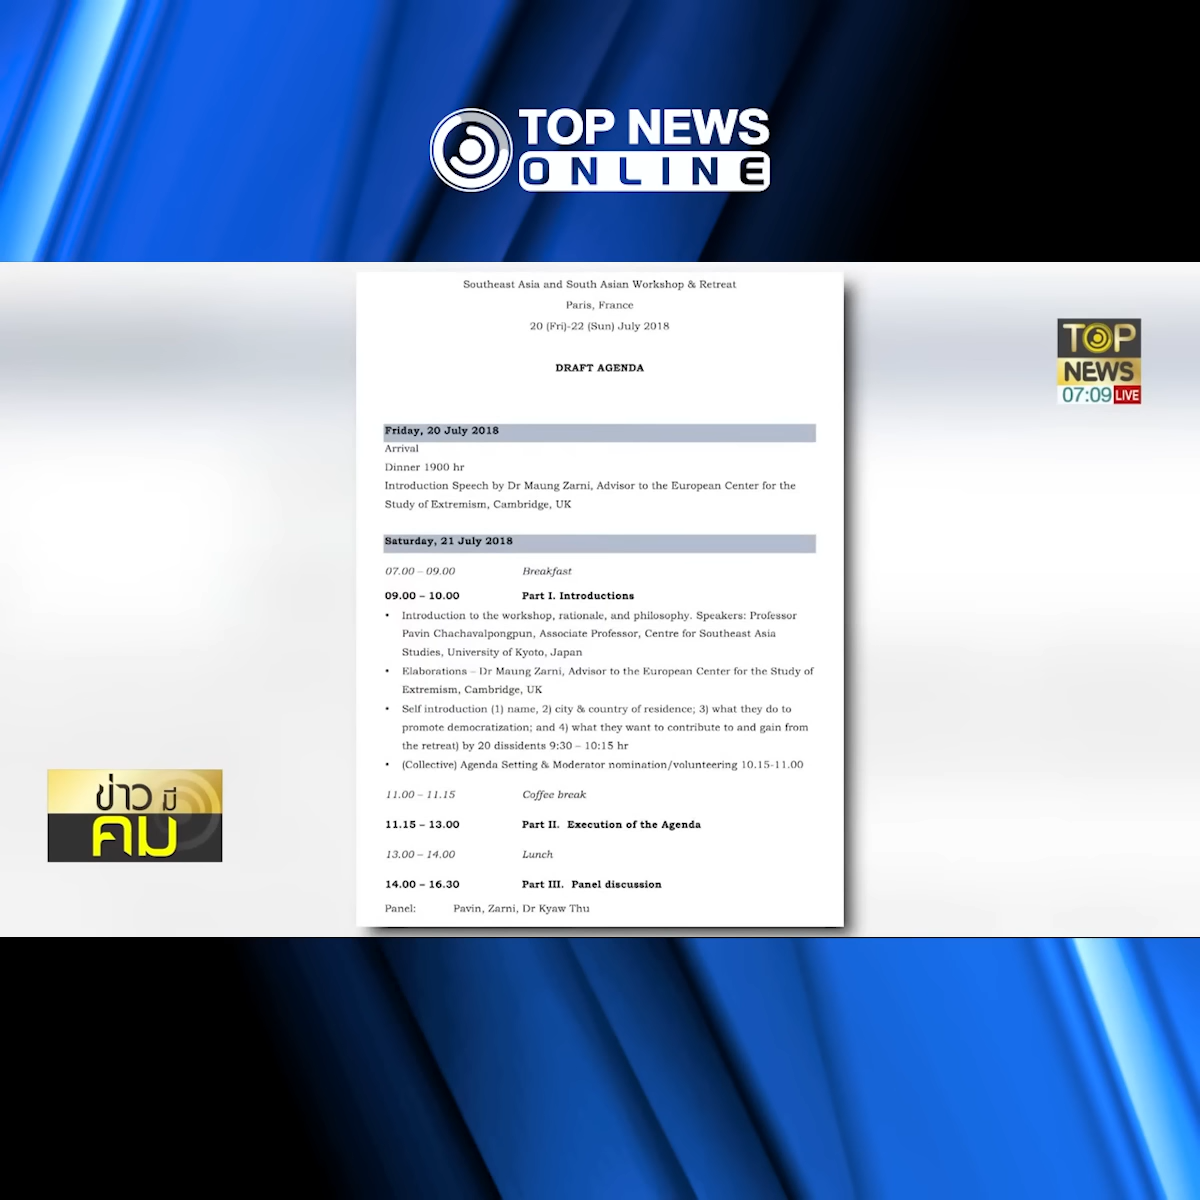 TOP NEWS
ONLINE
Southeast Asia and South Asian Workshop & Retreat
Paris, France
20 (Fri)-22 (Sun) July 2018
DRAFT AGENDA
Friday, 20 July 2018
Arrival
Dinner 1900 hr
Introduction Speech by Dr Maung Zarni, Advisor to the European Center for the
Study of Extremism, Cambridge, UK
Saturday, 21 July 2018
07.00 – 09.00 Breakfast
09.00 – 10.00 Part I. Introductions
• Introduction to the workshop, rationale, and philosophy. Speakers: Professor
Pavin Chachavalpongpun, Associate Professor, Centre for Southeast Asia
Studies, University of Kyoto, Japan
• Elaborations – Dr Maung Zarni, Advisor to the European Center for the Study of
Extremism, Cambridge, UK
• Self introduction (1) name, 2) city & country of residence; 3) what they do to
promote democratization; and 4) what they want to contribute to and gain from
the retreat) by 20 dissidents 9:30 – 10:15 hr
• (Collective) Agenda Setting & Moderator nomination/volunteering 10.15-11.00
11.00 – 11.15 Coffee break
11.15 – 13.00 Part II. Execution of the Agenda
13.00 – 14.00 Lunch
14.00 – 16.30 Part III. Panel discussion
Panel: Pavin, Zarni, Dr Kyaw Thu
TOP
NEWS
07:09 LIVE
ข่าวมี
คม